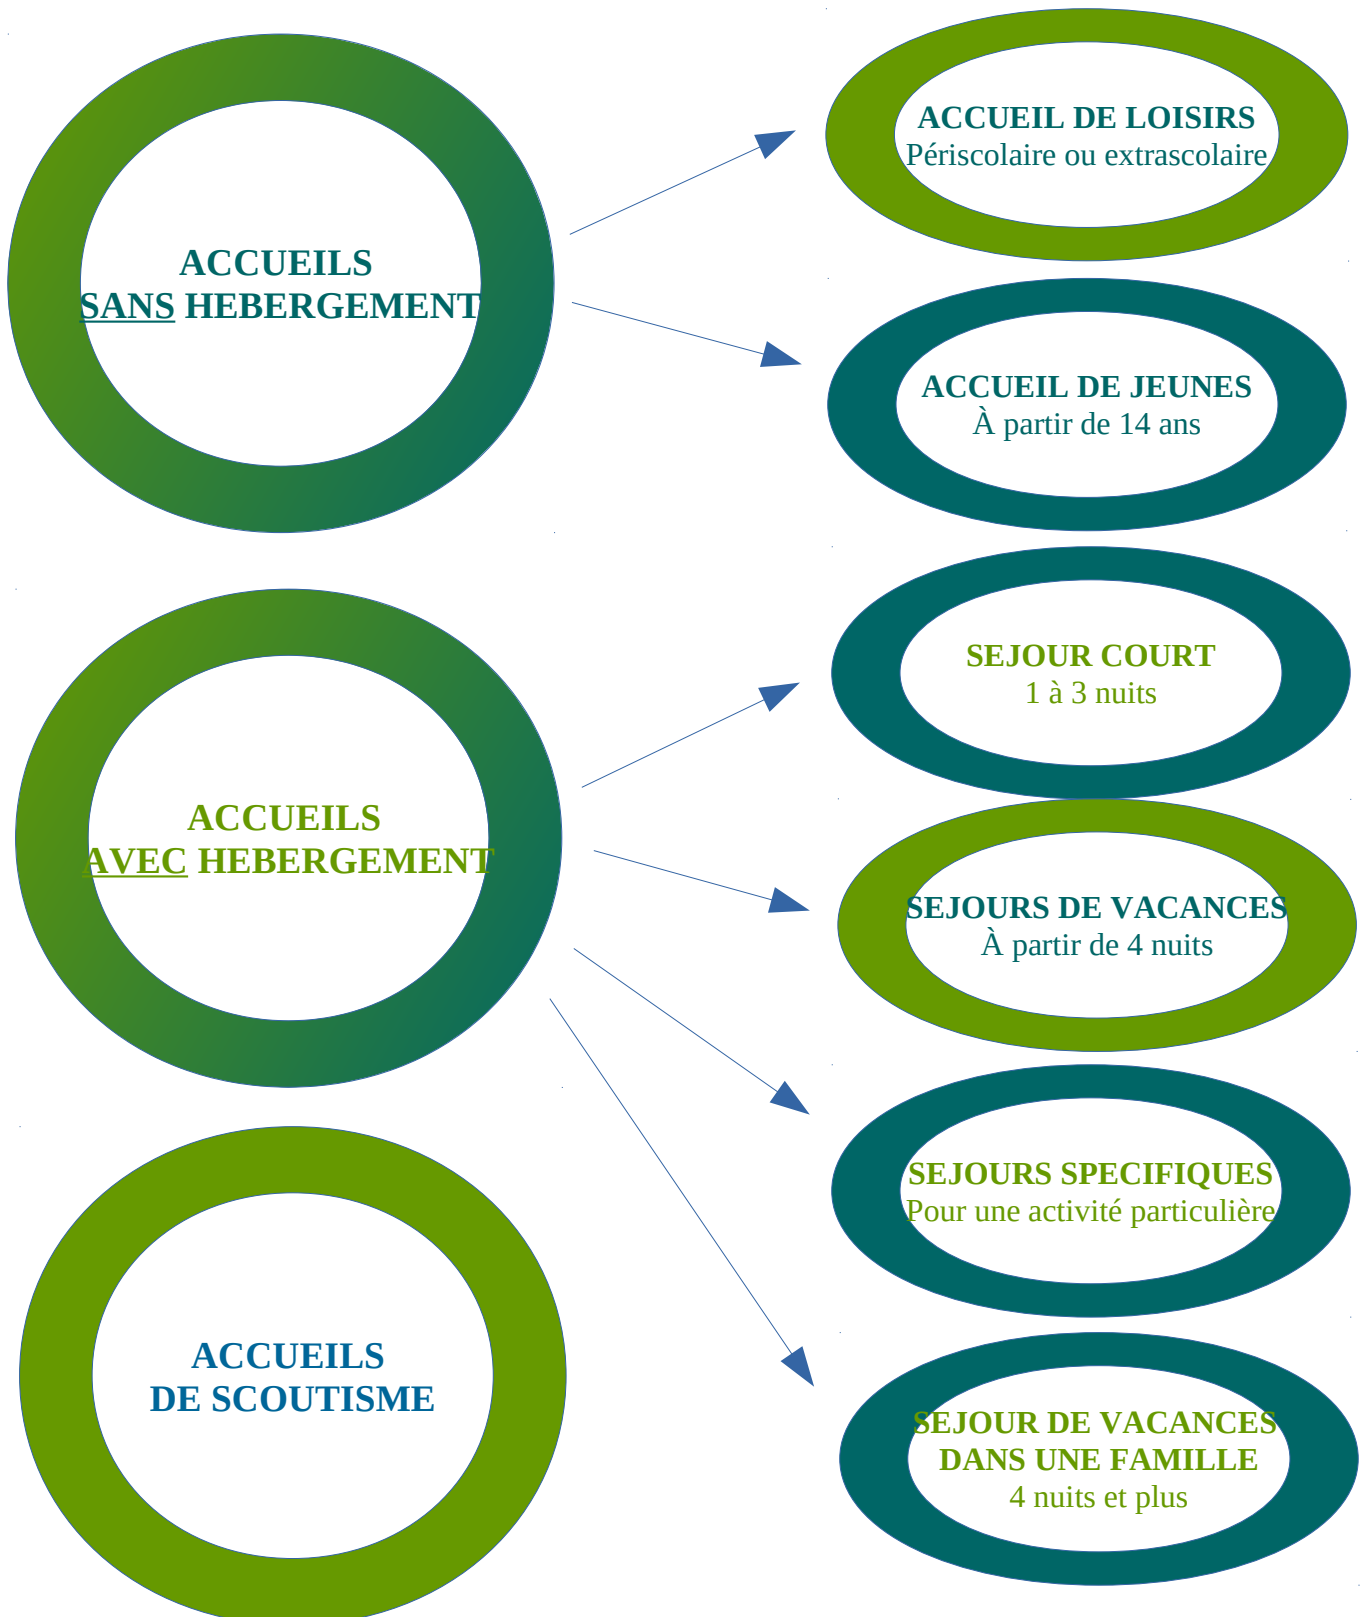 ACCUEILS
SANS HEBERGEMENT
ACCUEIL DE LOISIRS
Périscolaire ou extrascolaire
ACCUEIL DE JEUNES
À partir de 14 ans
ACCUEILS
AVEC HEBERGEMENT
SEJOUR COURT
1 à 3 nuits
SEJOURS DE VACANCES
À partir de 4 nuits
SEJOURS SPECIFIQUES
Pour une activité particulière
SEJOUR DE VACANCES
DANS UNE FAMILLE
4 nuits et plus
ACCUEILS
DE SCOUTISME